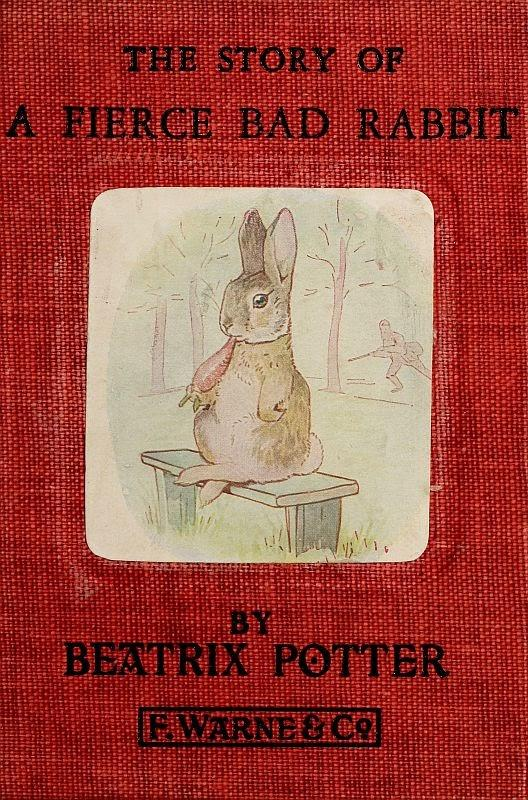 THE STORY OF
A FIERCE BAD RABBIT
BY
BEATRIX POTTER
F. WARNE & Co